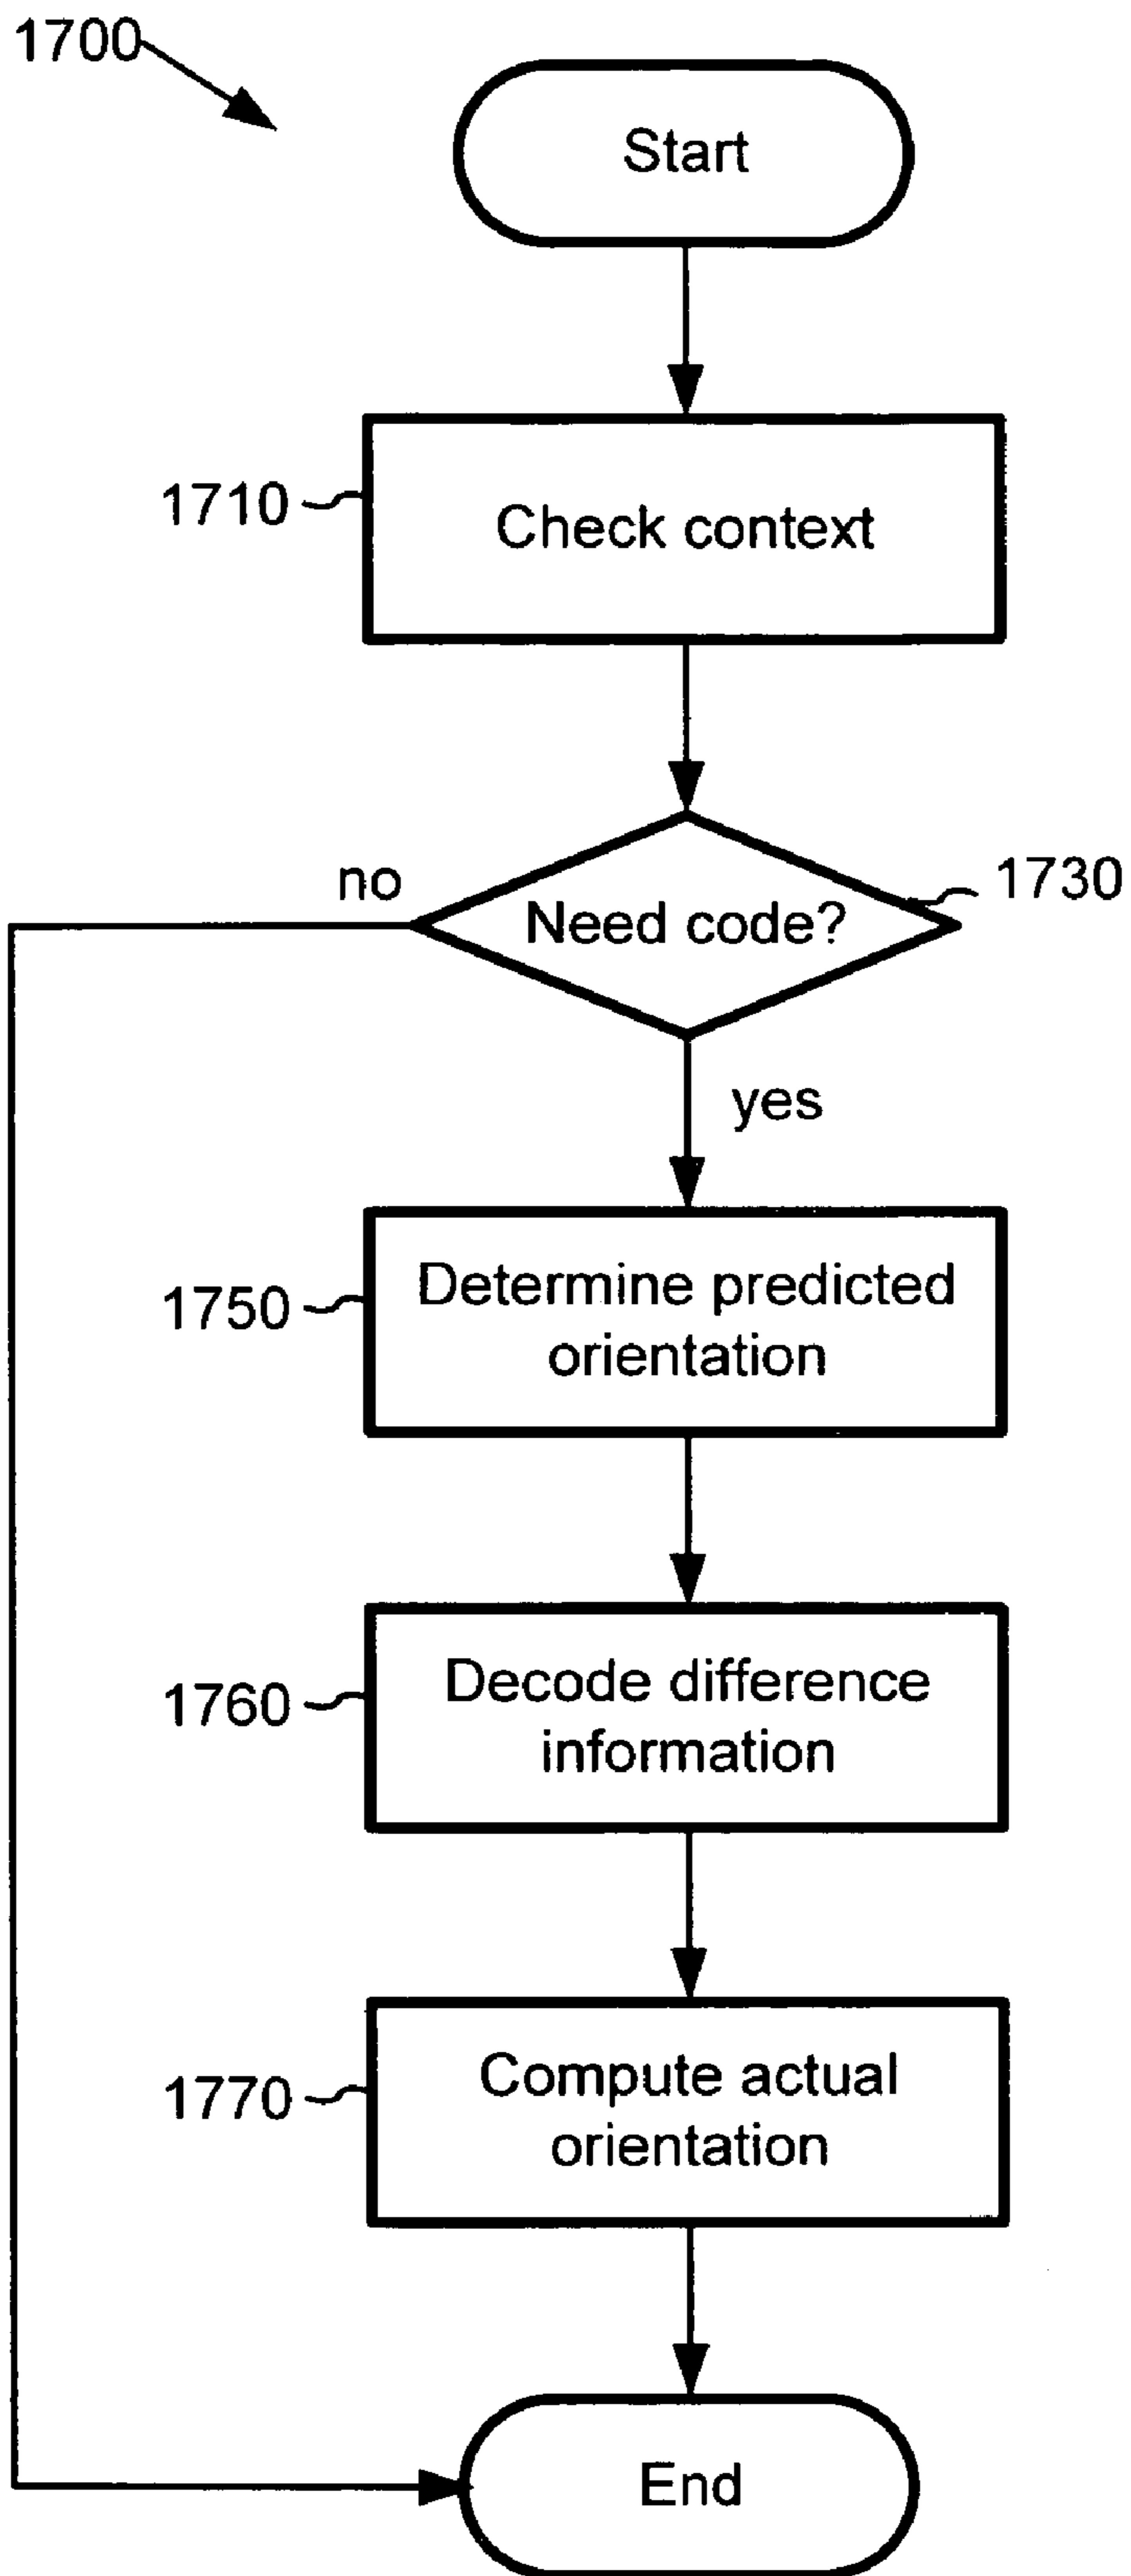 1700
Start
1710
Check context
no
Need code?
1730
yes
1750
Determine predicted
orientation
1760
Decode difference
information
1770
Compute actual
orientation
End